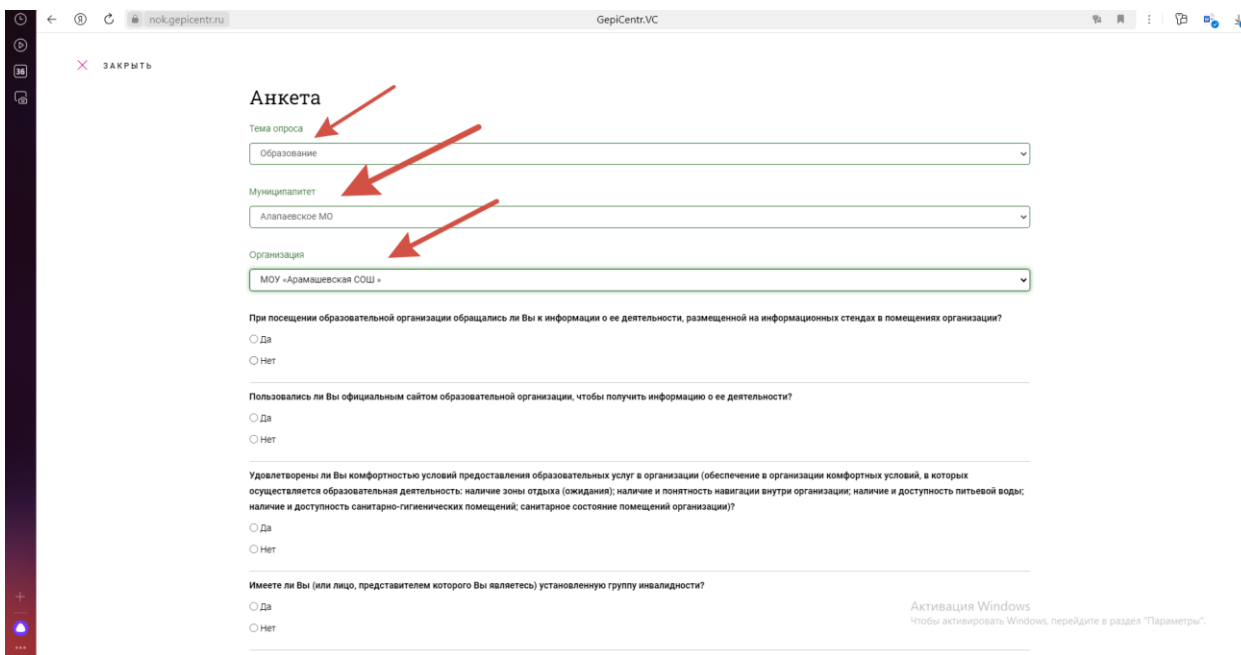 nok.gepicentr.ru
GepiCentr.VC
36
ЗАКРЫТЬ
Анкета
Тема опроса
Образование
Муниципалитет
Алапаевское МО
Организация
МОУ «Арамашевская СОШ »
При посещении образовательной организации обращались ли Вы к информации о ее деятельности, размещенной на информационных стендах в помещениях организации?
Да
Нет
Пользовались ли Вы официальным сайтом образовательной организации, чтобы получить информацию о ее деятельности?
Да
Нет
Удовлетворены ли Вы комфортностью условий предоставления образовательных услуг в организации (обеспечение в организации комфортных условий, в которых
осуществляется образовательная деятельность: наличие зоны отдыха (ожидания); наличие и понятность навигации внутри организации; наличие и доступность питьевой воды;
наличие и доступность санитарно-гигиенических помещений; санитарное состояние помещений организации)?
Да
Нет
Имеете ли Вы (или лицо, представителем которого Вы являетесь) установленную группу инвалидности?
Да
Нет
Активация Windows
Чтобы активировать Windows, перейдите в раздел "Параметры".